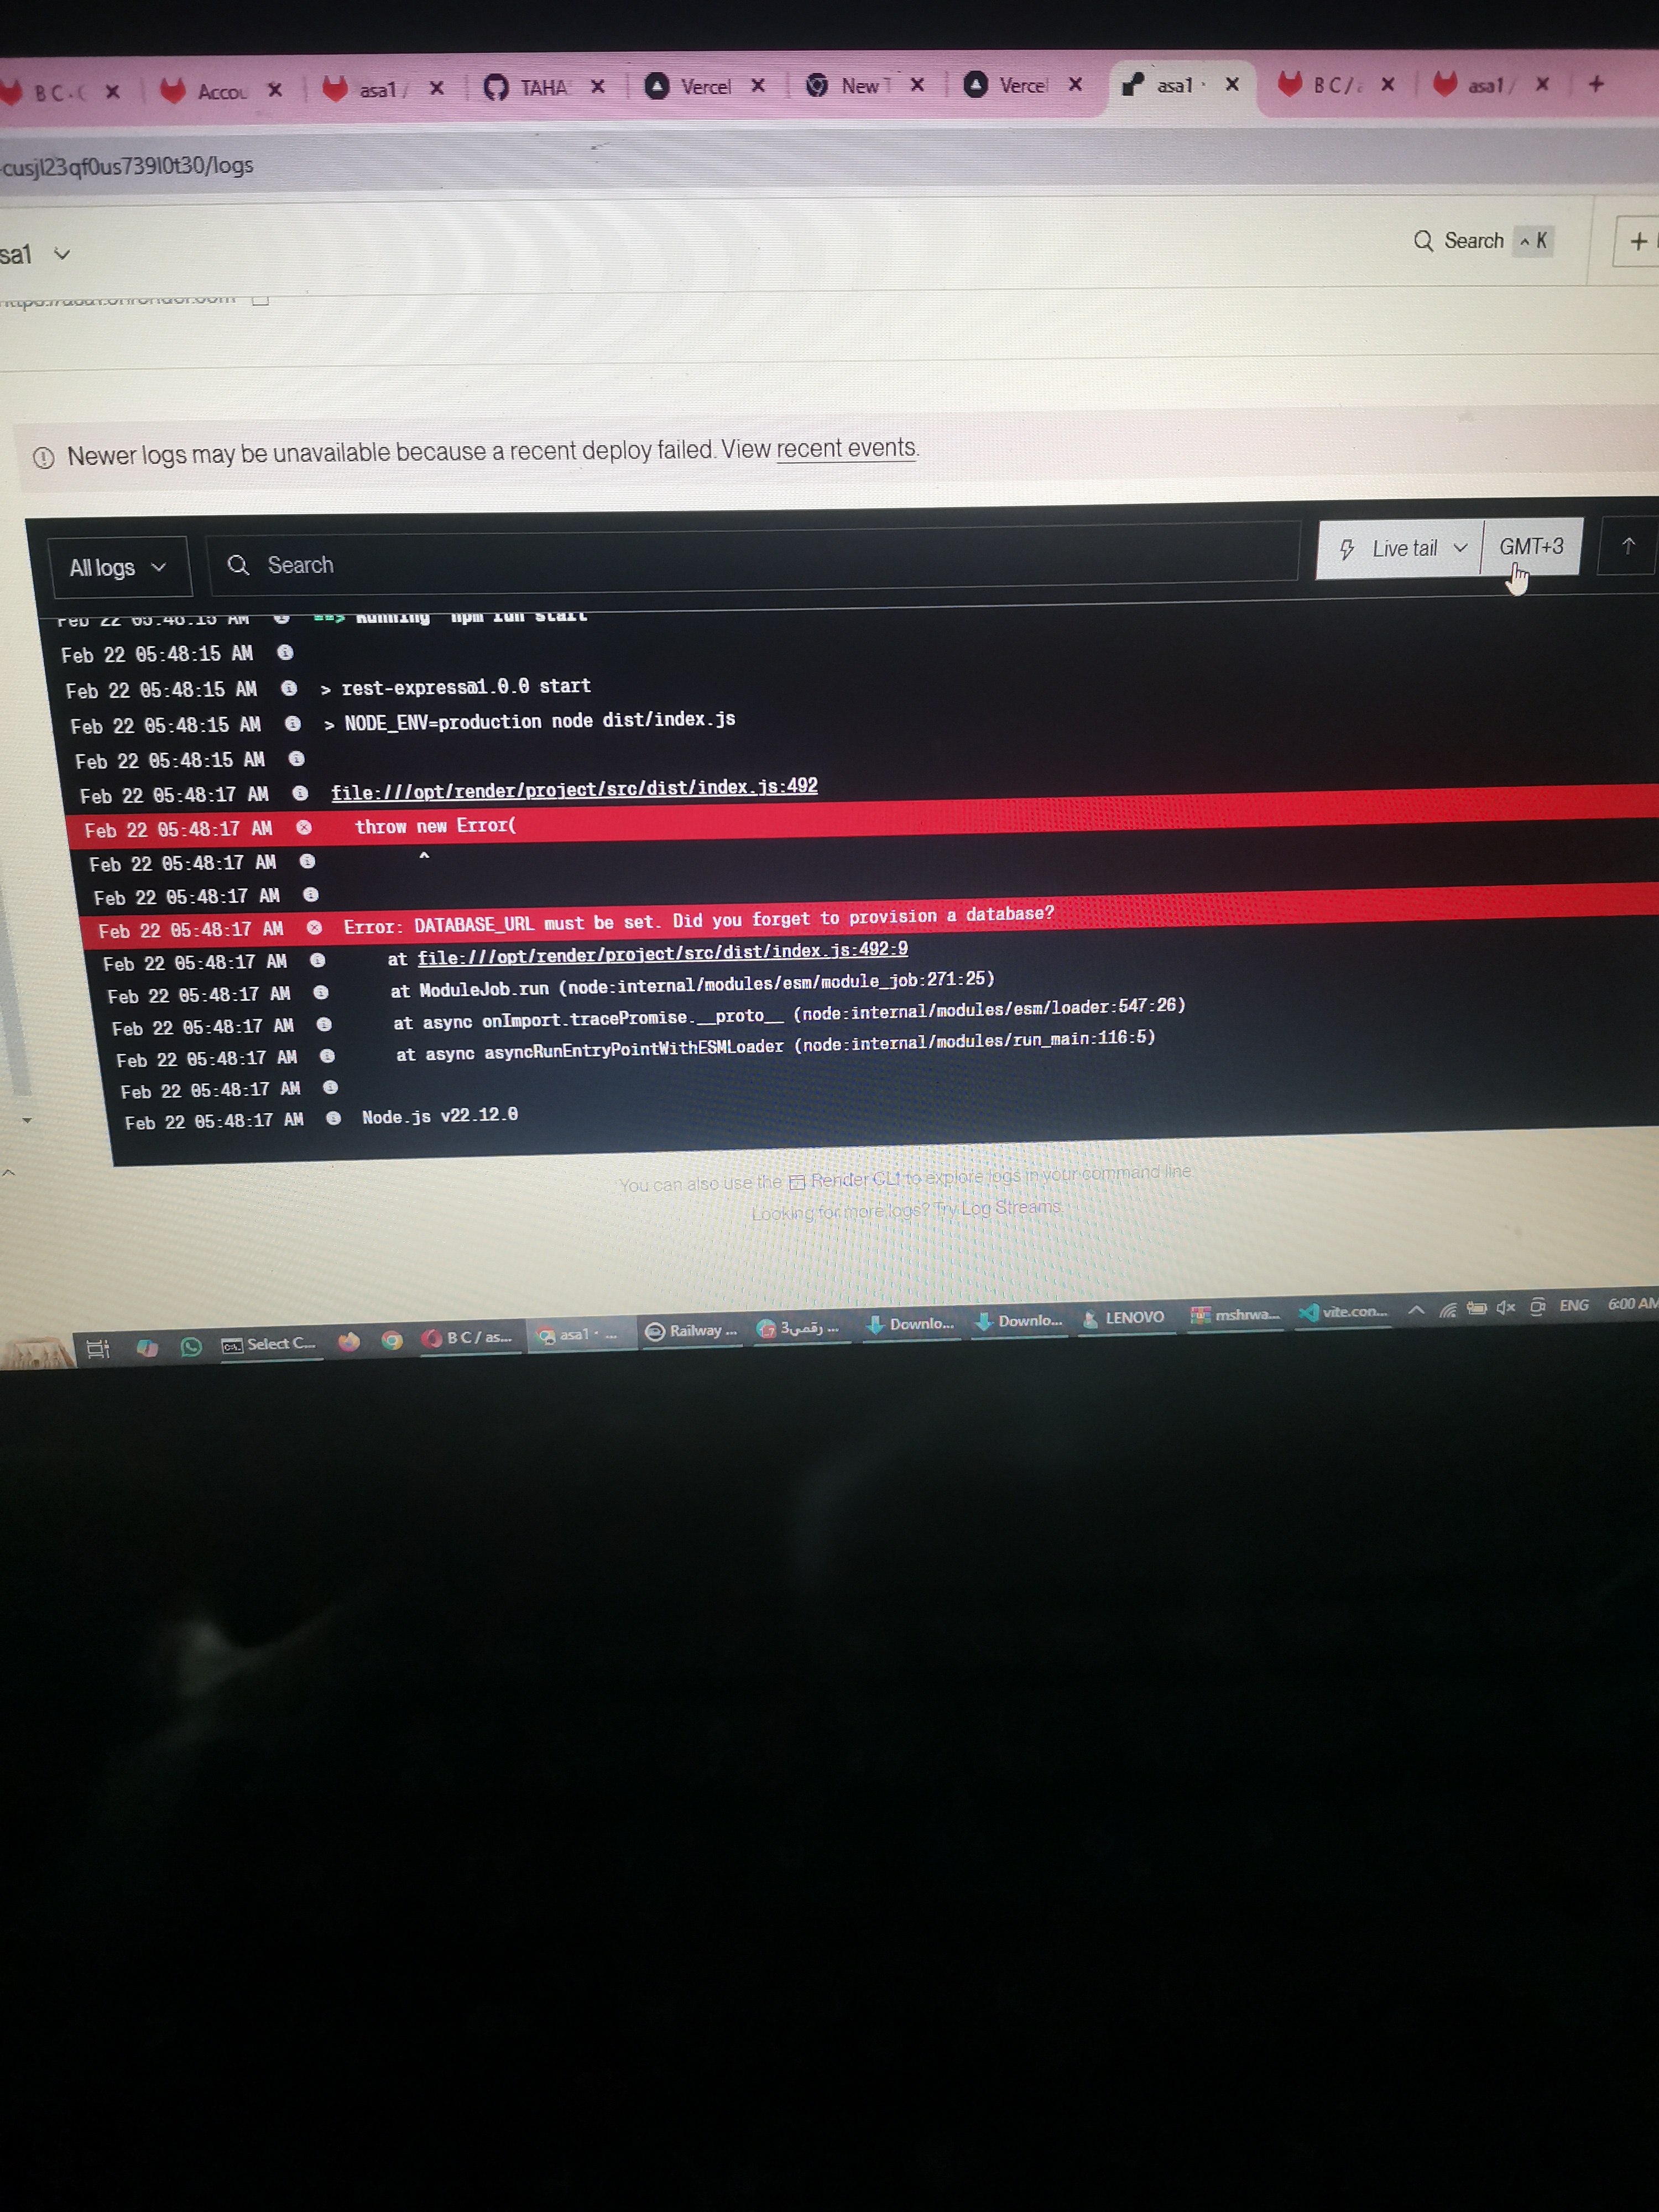 B C · (
Accou
asa1 /
TAHA
Vercel
New T
Vercel
asa1 ·
B C / a
asa1 /
-cusjl23qf0us739l0t30/logs
sa1
Search ^ K
https://asa1.onrender.com
Newer logs may be unavailable because a recent deploy failed. View recent events.
All logs
Search
Live tail
GMT+3
Feb 22 05:48:15 AM ==> Running 'npm run start'
Feb 22 05:48:15 AM
Feb 22 05:48:15 AM > rest-express@1.0.0 start
Feb 22 05:48:15 AM > NODE_ENV=production node dist/index.js
Feb 22 05:48:15 AM
Feb 22 05:48:17 AM file:///opt/render/project/src/dist/index.js:492
Feb 22 05:48:17 AM throw new Error(
Feb 22 05:48:17 AM ^
Feb 22 05:48:17 AM
Feb 22 05:48:17 AM Error: DATABASE_URL must be set. Did you forget to provision a database?
Feb 22 05:48:17 AM at file:///opt/render/project/src/dist/index.js:492:9
Feb 22 05:48:17 AM at ModuleJob.run (node:internal/modules/esm/module_job:271:25)
Feb 22 05:48:17 AM at async onImport.tracePromise.__proto__ (node:internal/modules/esm/loader:547:26)
Feb 22 05:48:17 AM at async asyncRunEntryPointWithESMLoader (node:internal/modules/run_main:116:5)
Feb 22 05:48:17 AM
Feb 22 05:48:17 AM Node.js v22.12.0
You can also use the Render CLI to explore logs in your command line.
Looking for more logs? Try Log Streams.
Select C...
B C / as...
asa1 · ...
Railway ...
رقمي3 ...
Downlo...
Downlo...
LENOVO
mshrwa...
vite.con...
ENG
6:00 AM